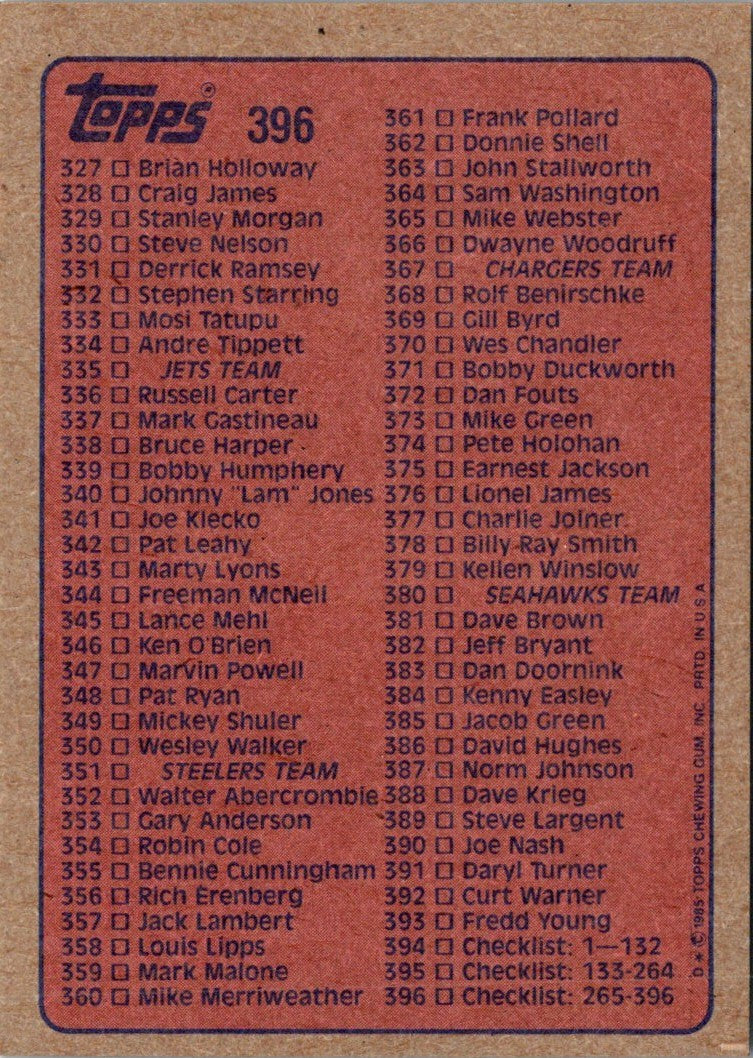 Topps ® 396
327 □ Brian Holloway
328 □ Craig James
329 □ Stanley Morgan
330 □ Steve Nelson
331 □ Derrick Ramsey
332 □ Stephen Starring
333 □ Mosi Tatupu
334 □ Andre Tippett
335 □ JETS TEAM
336 □ Russell Carter
337 □ Mark Gastineau
338 □ Bruce Harper
339 □ Bobby Humphery
340 □ Johnny "Lam" Jones
341 □ Joe Klecko
342 □ Pat Leahy
343 □ Marty Lyons
344 □ Freeman McNeil
345 □ Lance Mehl
346 □ Ken O'Brien
347 □ Marvin Powell
348 □ Pat Ryan
349 □ Mickey Shuler
350 □ Wesley Walker
351 □ STEELERS TEAM
352 □ Walter Abercrombie
353 □ Gary Anderson
354 □ Robin Cole
355 □ Bennie Cunningham
356 □ Rich Erenberg
357 □ Jack Lambert
358 □ Louis Lipps
359 □ Mark Malone
360 □ Mike Merriweather
361 □ Frank Pollard
362 □ Donnie Shell
363 □ John Stallworth
364 □ Sam Washington
365 □ Mike Webster
366 □ Dwayne Woodruff
367 □ CHARGERS TEAM
368 □ Rolf Benirschke
369 □ Gill Byrd
370 □ Wes Chandler
371 □ Bobby Duckworth
372 □ Dan Fouts
373 □ Mike Green
374 □ Pete Holohan
375 □ Earnest Jackson
376 □ Lionel James
377 □ Charlie Joiner
378 □ Billy Ray Smith
379 □ Kellen Winslow
380 □ SEAHAWKS TEAM
381 □ Dave Brown
382 □ Jeff Bryant
383 □ Dan Doornink
384 □ Kenny Easley
385 □ Jacob Green
386 □ David Hughes
387 □ Norm Johnson
388 □ Dave Krieg
389 □ Steve Largent
390 □ Joe Nash
391 □ Daryl Turner
392 □ Curt Warner
393 □ Fredd Young
394 □ Checklist: 1—132
395 □ Checklist: 133-264
396 □ Checklist: 265-396
D * © 1985 TOPPS CHEWING GUM, INC. PRTD. IN U.S.A.